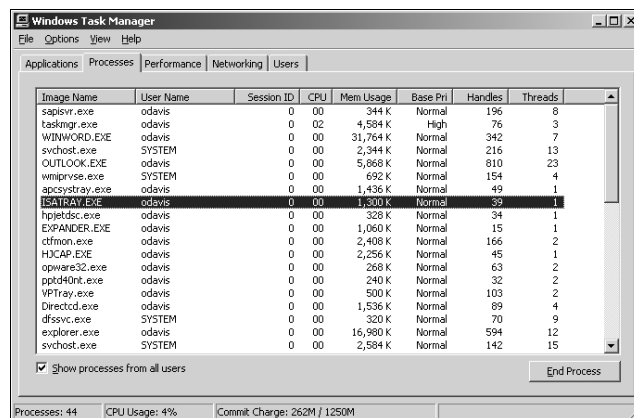 Windows Task Manager
File Options View Help
Applications Processes Performance Networking Users
Image Name User Name Session ID CPU Mem Usage Base Pri Handles Threads
sapisvr.exe odavis 0 00 344 K Normal 196 8
taskmgr.exe odavis 0 02 4,584 K High 76 3
WINWORD.EXE odavis 0 00 31,764 K Normal 342 7
svchost.exe SYSTEM 0 00 2,344 K Normal 216 13
OUTLOOK.EXE odavis 0 00 5,868 K Normal 810 23
wmiprvse.exe SYSTEM 0 00 692 K Normal 154 4
apcsystray.exe odavis 0 00 1,436 K Normal 49 1
ISATRAY.EXE odavis 0 00 1,300 K Normal 39 1
hpjetdsc.exe odavis 0 00 328 K Normal 34 1
EXPANDER.EXE odavis 0 00 1,060 K Normal 15 1
ctfmon.exe odavis 0 00 2,408 K Normal 166 2
HJCAP.EXE odavis 0 00 2,256 K Normal 45 1
opware32.exe odavis 0 00 268 K Normal 63 2
pptd40nt.exe odavis 0 00 240 K Normal 32 2
VPTray.exe odavis 0 00 500 K Normal 103 2
Directcd.exe odavis 0 00 1,536 K Normal 89 4
dfssvc.exe SYSTEM 0 00 320 K Normal 70 9
explorer.exe odavis 0 00 16,980 K Normal 594 12
svchost.exe SYSTEM 0 00 2,584 K Normal 142 15
Show processes from all users
End Process
Processes: 44 CPU Usage: 4% Commit Charge: 262M / 1250M